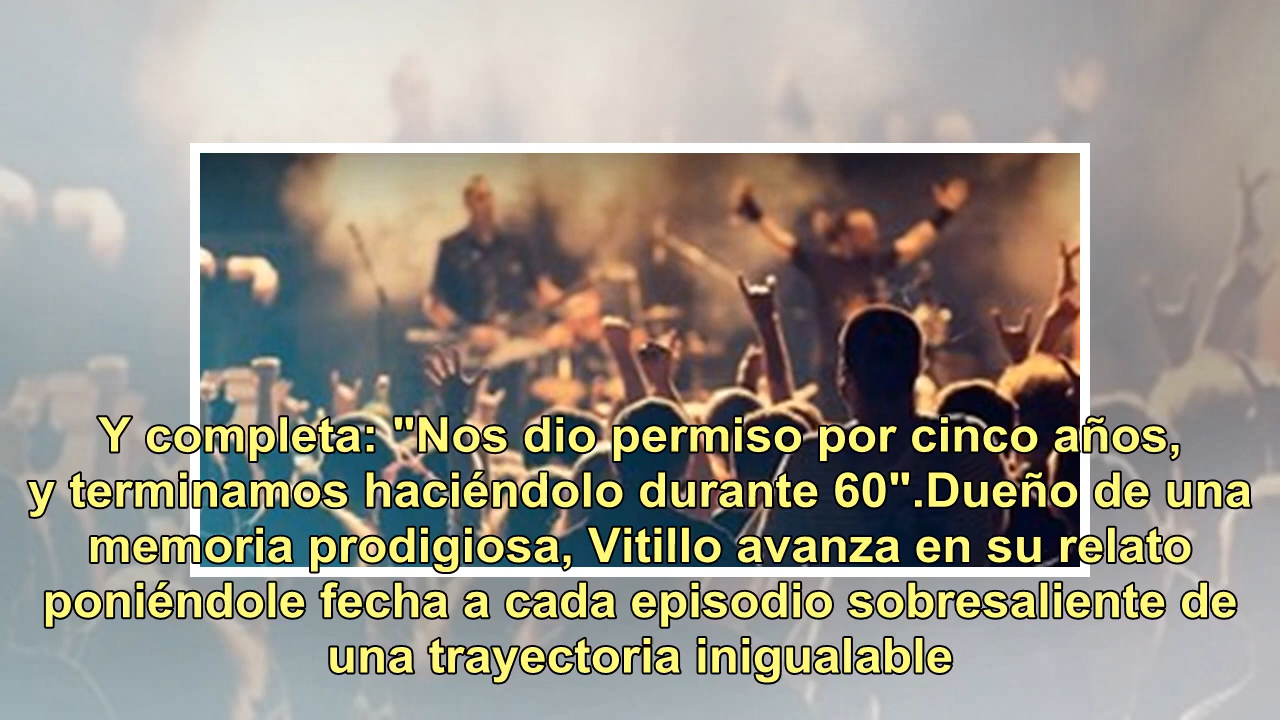 Y completa: "Nos dio permiso por cinco años,
y terminamos haciéndolo durante 60".Dueño de una
memoria prodigiosa, Vitillo avanza en su relato
poniéndole fecha a cada episodio sobresaliente de
una trayectoria inigualable